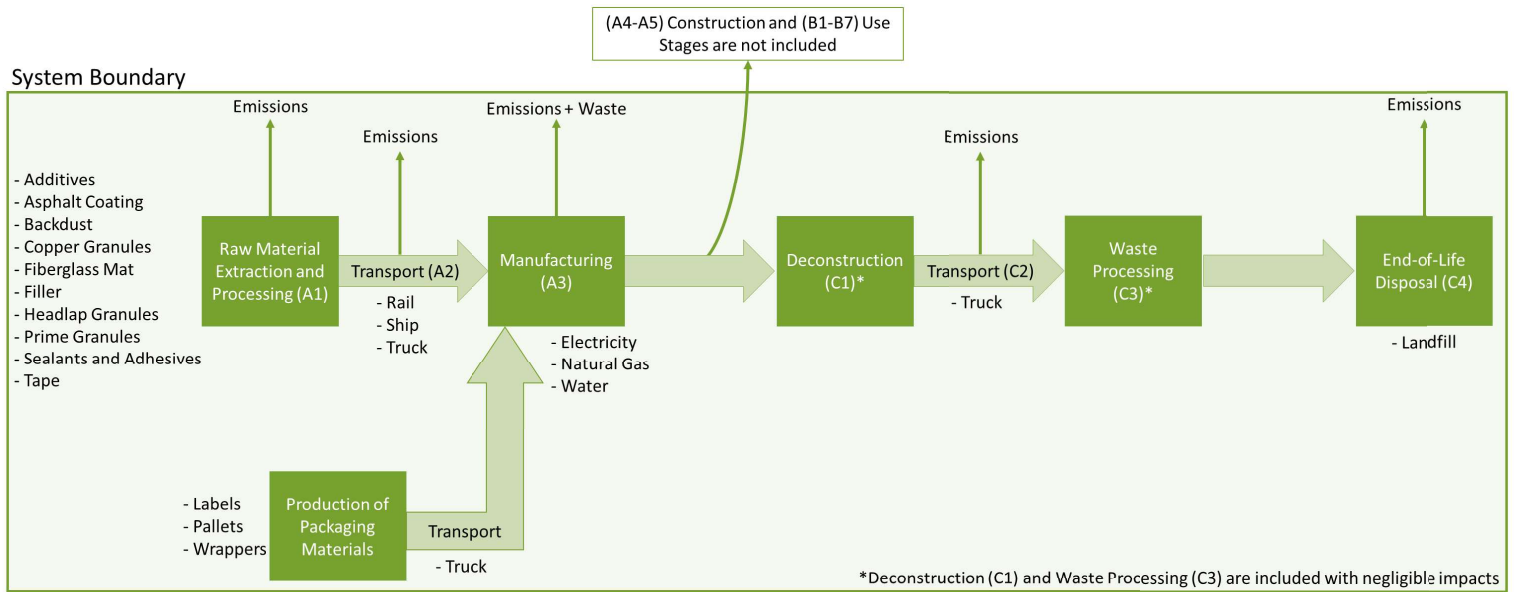 (A4-A5) Construction and (B1-B7) Use
Stages are not included
System Boundary
Emissions
Emissions
Emissions + Waste
Emissions
Emissions
- Additives
- Asphalt Coating
- Backdust
- Copper Granules
- Fiberglass Mat
- Filler
- Headlap Granules
- Prime Granules
- Sealants and Adhesives
- Tape
Raw Material
Extraction and
Processing (A1)
Transport (A2)
- Rail
- Ship
- Truck
Manufacturing
(A3)
- Electricity
- Natural Gas
- Water
Deconstruction
(C1)*
Transport (C2)
- Truck
Waste
Processing
(C3)*
End-of-Life
Disposal (C4)
- Landfill
- Labels
- Pallets
- Wrappers
Production of
Packaging
Materials
Transport
- Truck
*Deconstruction (C1) and Waste Processing (C3) are included with negligible impacts